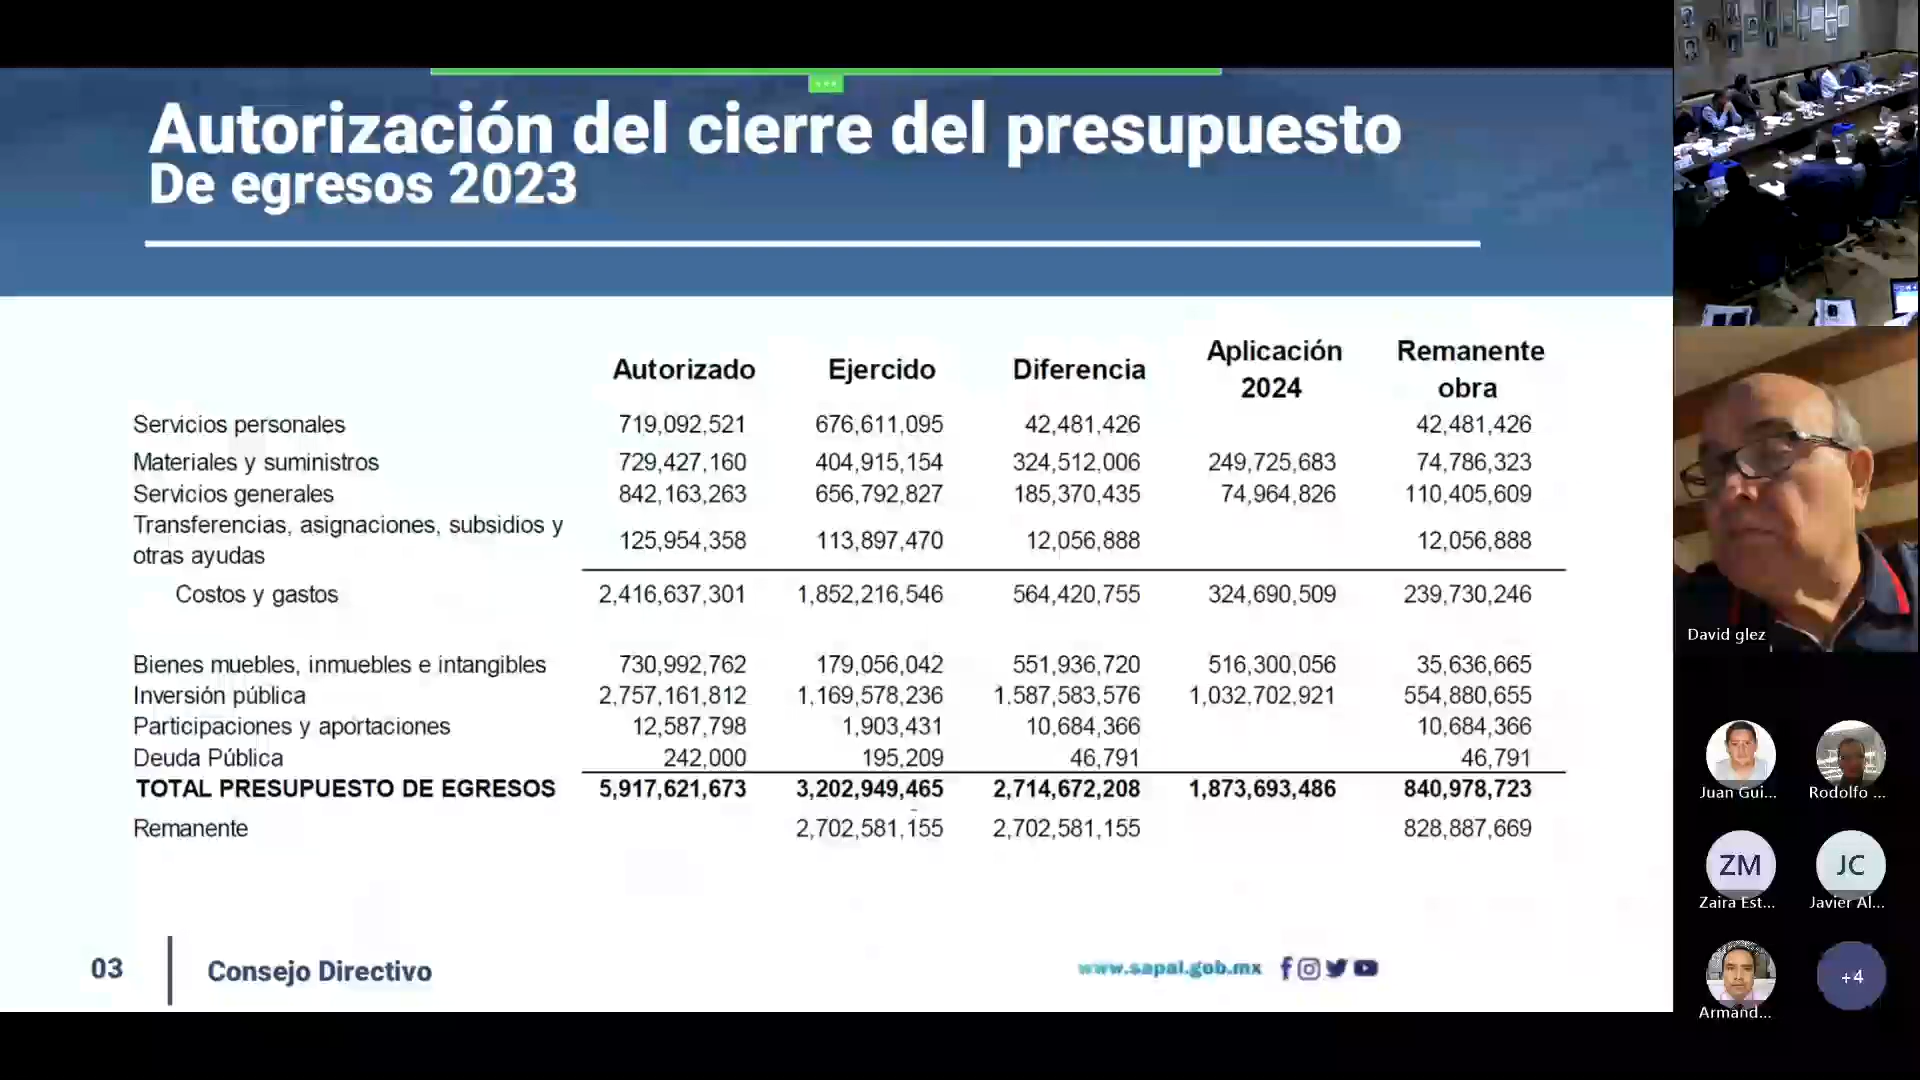 Autorización del cierre del presupuesto
De egresos 2023
Autorizado Ejercido Diferencia Aplicación 2024 Remanente obra
Servicios personales 719,092,521 676,611,095 42,481,426 42,481,426
Materiales y suministros 729,427,160 404,915,154 324,512,006 249,725,683 74,786,323
Servicios generales 842,163,263 656,792,827 185,370,435 74,964,826 110,405,609
Transferencias, asignaciones, subsidios y
otras ayudas 125,954,358 113,897,470 12,056,888 12,056,888
Costos y gastos 2,416,637,301 1,852,216,546 564,420,755 324,690,509 239,730,246
Bienes muebles, inmuebles e intangibles 730,992,762 179,056,042 551,936,720 516,300,056 35,636,665
Inversión pública 2,757,161,812 1,169,578,236 1,587,583,576 1,032,702,921 554,880,655
Participaciones y aportaciones 12,587,798 1,903,431 10,684,366 10,684,366
Deuda Pública 242,000 195,209 46,791 46,791
TOTAL PRESUPUESTO DE EGRESOS 5,917,621,673 3,202,949,465 2,714,672,208 1,873,693,486 840,978,723
Remanente 2,702,581,155 2,702,581,155 828,887,669
03 Consejo Directivo www.sapal.gob.mx
David glez
Juan Gui... Rodolfo ...
ZM JC
Zaira Est... Javier Al...
+4
Armand...